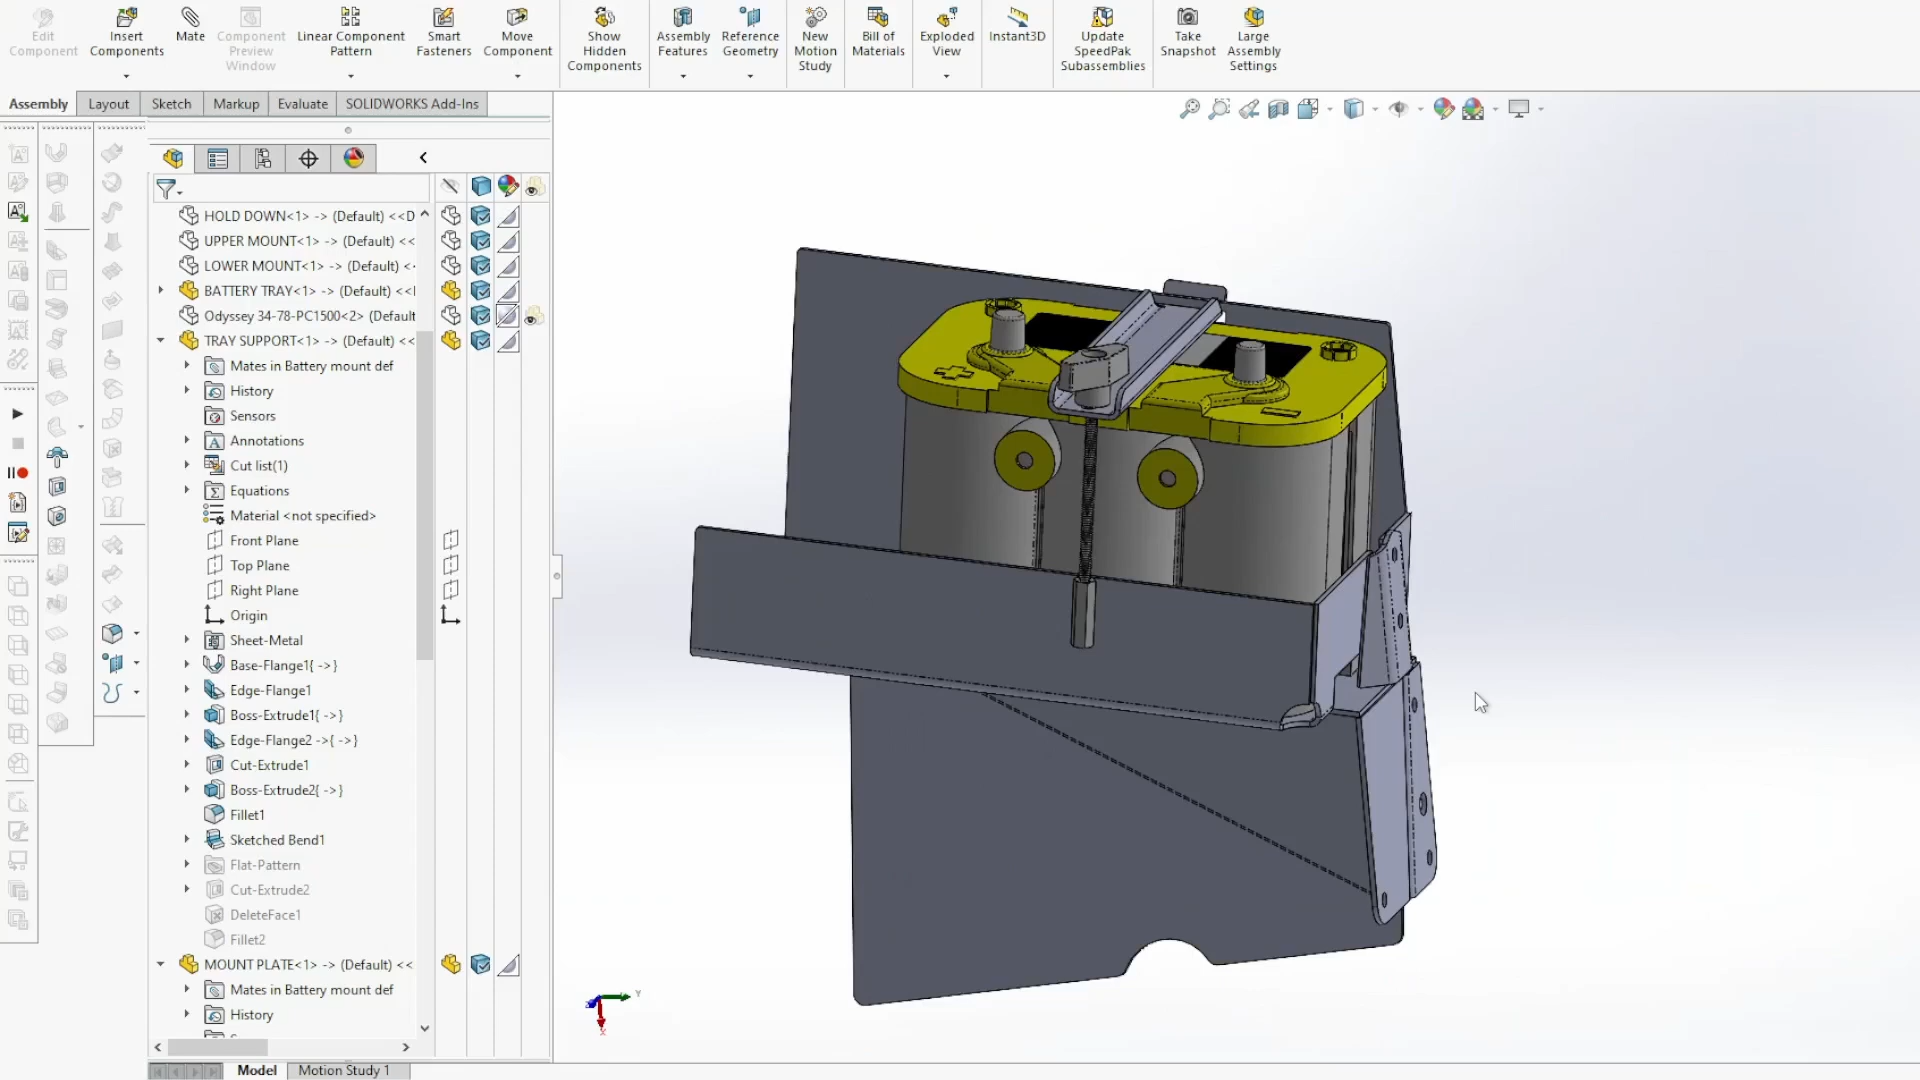 Edit Component
Insert Components
Mate
Component Preview Window
Linear Component Pattern
Smart Fasteners
Move Component
Show Hidden Components
Assembly Features
Reference Geometry
New Motion Study
Bill of Materials
Exploded View
Instant3D
Update SpeedPak Subassemblies
Take Snapshot
Large Assembly Settings
Assembly
Layout
Sketch
Markup
Evaluate
SOLIDWORKS Add-Ins
HOLD DOWN<1> -> (Default) <<D
UPPER MOUNT<1> -> (Default) <<
LOWER MOUNT<1> -> (Default) <
BATTERY TRAY<1> -> (Default) <<
Odyssey 34-78-PC1500<2> (Default
TRAY SUPPORT<1> -> (Default) <<
Mates in Battery mount def
History
Sensors
Annotations
Cut list(1)
Equations
Material <not specified>
Front Plane
Top Plane
Right Plane
Origin
Sheet-Metal
Base-Flange1{ ->}
Edge-Flange1
Boss-Extrude1{ ->}
Edge-Flange2 ->{ ->}
Cut-Extrude1
Boss-Extrude2{ ->}
Fillet1
Sketched Bend1
Flat-Pattern
Cut-Extrude2
DeleteFace1
Fillet2
MOUNT PLATE<1> -> (Default) <<
Mates in Battery mount def
History
Y
X
Model
Motion Study 1